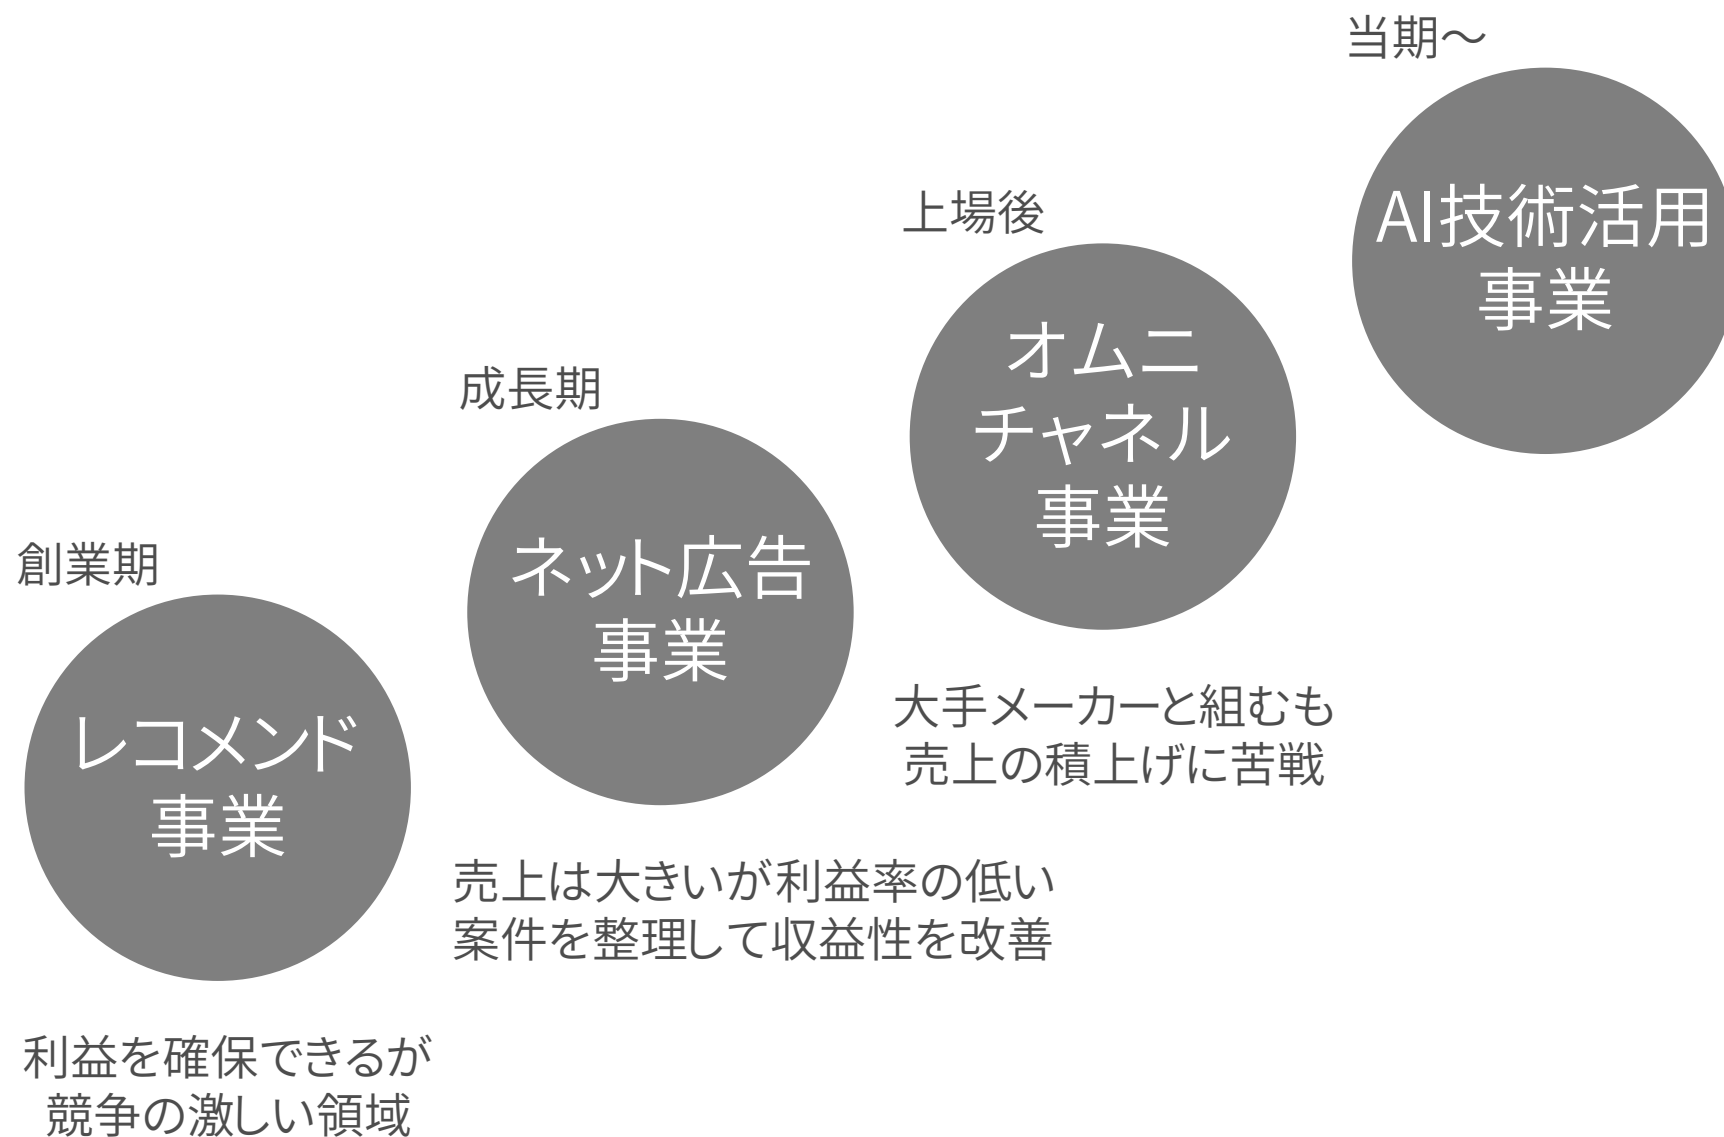 創業期
レコメンド
事業
利益を確保できるが
競争の激しい領域
成長期
ネット広告
事業
売上は大きいが利益率の低い
案件を整理して収益性を改善
上場後
オムニ
チャネル
事業
大手メーカーと組むも
売上の積上げに苦戦
当期～
AI技術活用
事業